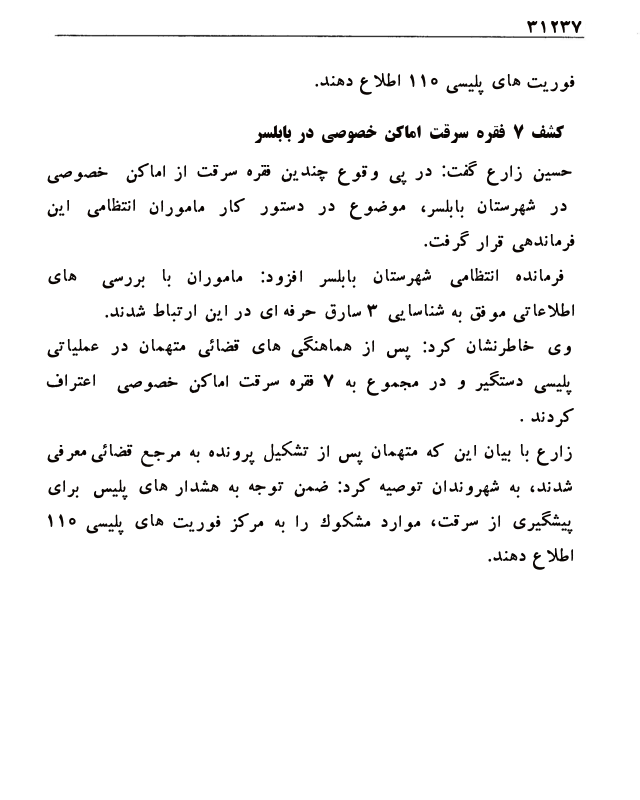 ۳۱۲۳۷
فوریت های پلیسی ۱۱۰ اطلاع دهند.
کشف ۷ فقره سرقت اماکن خصوصی در بابلسر
حسین زارع گفت: در پی وقوع چندین فقره سرقت از اماکن خصوصی
در شهرستان بابلسر، موضوع در دستور کار ماموران انتظامی این
فرماندهی قرار گرفت.
فرمانده انتظامی شهرستان بابلسر افزود: ماموران با بررسی های
اطلاعاتی موفق به شناسایی ۳ سارق حرفه ای در این ارتباط شدند.
وی خاطرنشان کرد: پس از هماهنگی های قضائی متهمان در عملیاتی
پلیسی دستگیر و در مجموع به ۷ فقره سرقت اماکن خصوصی اعتراف
کردند .
زارع با بیان این که متهمان پس از تشکیل پرونده به مرجع قضائی معرفی
شدند، به شهروندان توصیه کرد: ضمن توجه به هشدار های پلیس برای
پیشگیری از سرقت، موارد مشکوك را به مرکز فوریت های پلیسی ۱۱۰
اطلاع دهند.